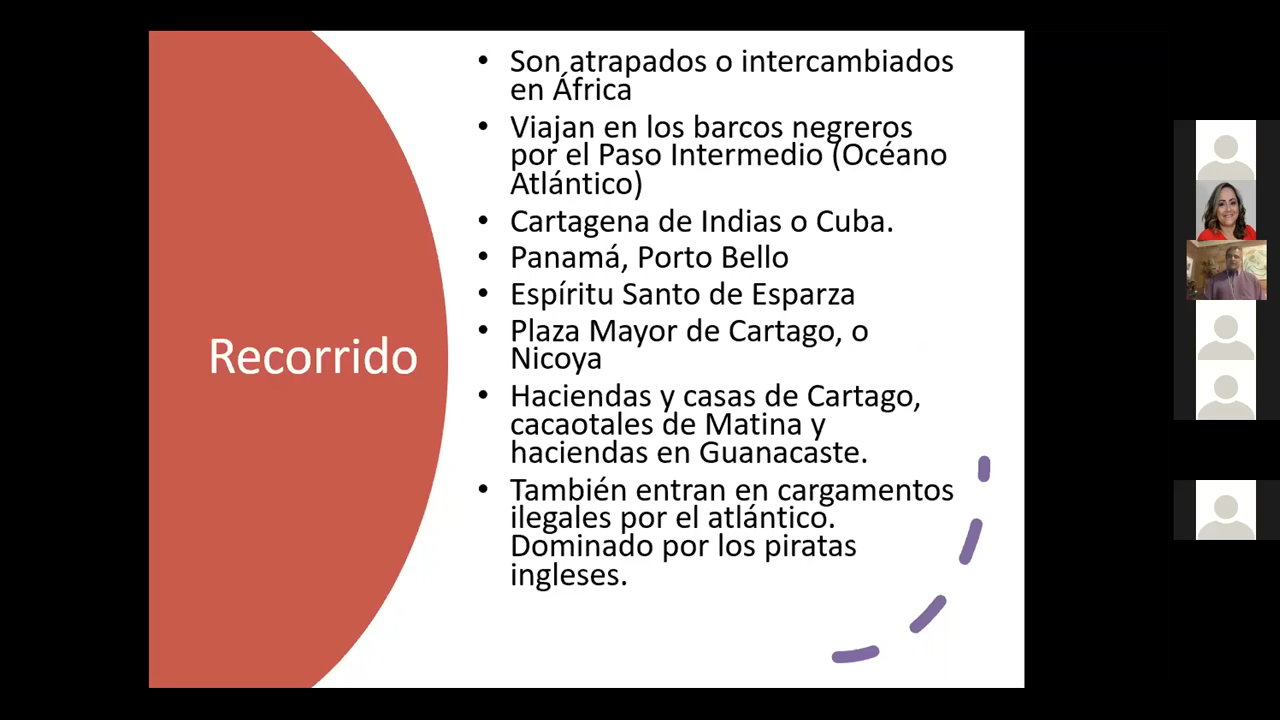 Recorrido
• Son atrapados o intercambiados
en África
• Viajan en los barcos negreros
por el Paso Intermedio (Océano
Atlántico)
• Cartagena de Indias o Cuba.
• Panamá, Porto Bello
• Espíritu Santo de Esparza
• Plaza Mayor de Cartago, o
Nicoya
• Haciendas y casas de Cartago,
cacaotales de Matina y
haciendas en Guanacaste.
• También entran en cargamentos
ilegales por el atlántico.
Dominado por los piratas
ingleses.